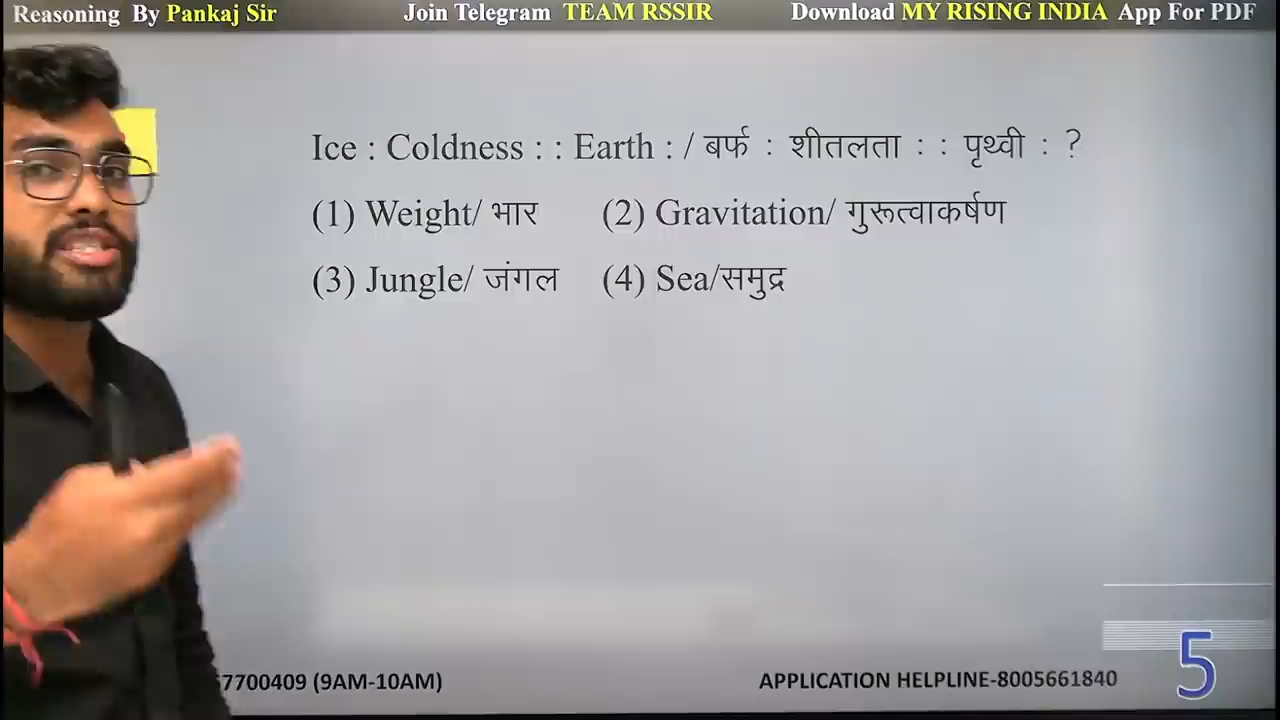 Reasoning By Pankaj Sir Join Telegram TEAM RSSIR Download MY RISING INDIA App For PDF
Ice : Coldness : : Earth : / बर्फ : शीतलता : : पृथ्वी : ?
(1) Weight/ भार (2) Gravitation/ गुरूत्वाकर्षण
(3) Jungle/ जंगल (4) Sea/समुद्र
7700409 (9AM-10AM) APPLICATION HELPLINE-8005661840 5